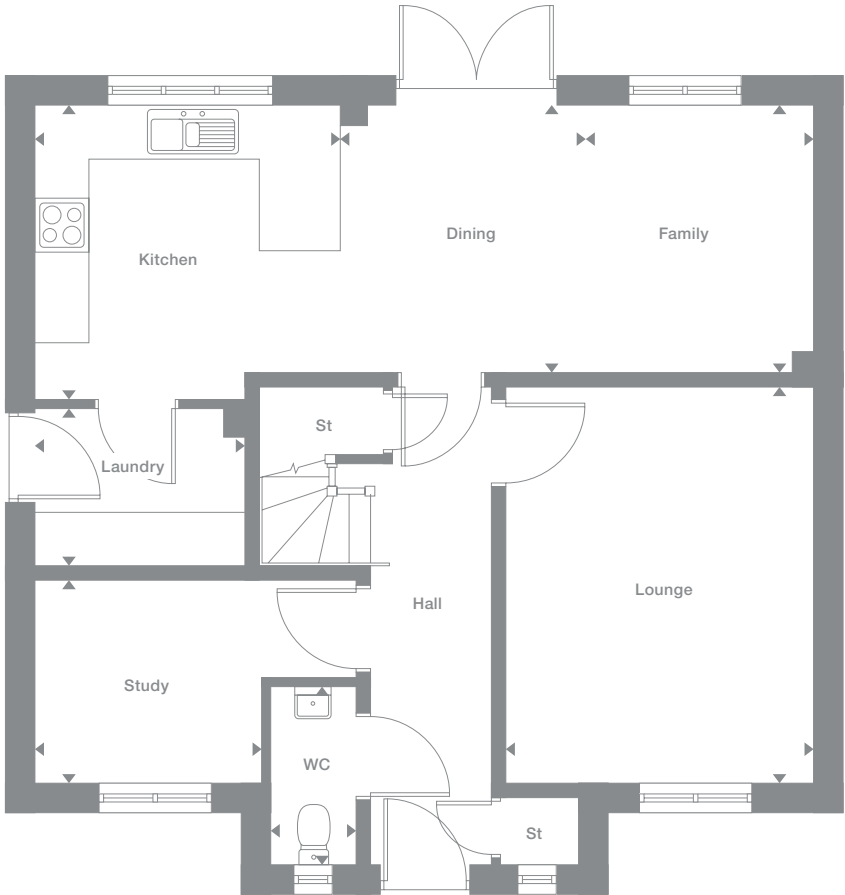 Kitchen
Dining
Family
St
Laundry
Hall
Lounge
Study
WC
St